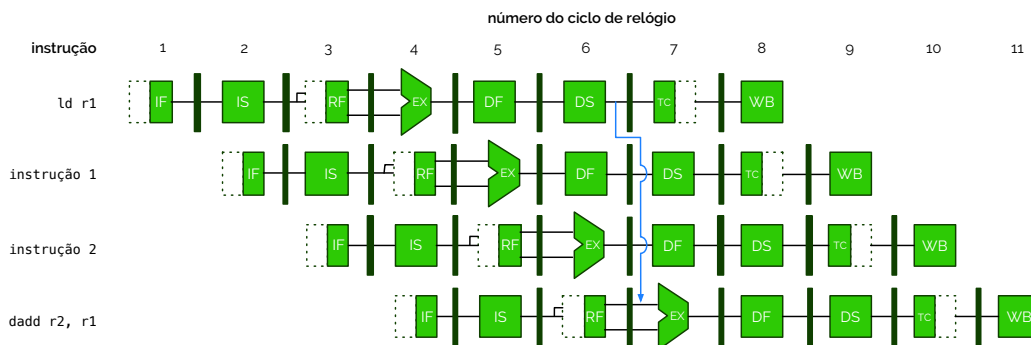 número do ciclo de relógio
instrução 1 2 3 4 5 6 7 8 9 10 11
ld r1 IF IS RF EX DF DS TC WB
instrução 1 IF IS RF EX DF DS TC WB
instrução 2 IF IS RF EX DF DS TC WB
dadd r2, r1 IF IS RF EX DF DS TC WB